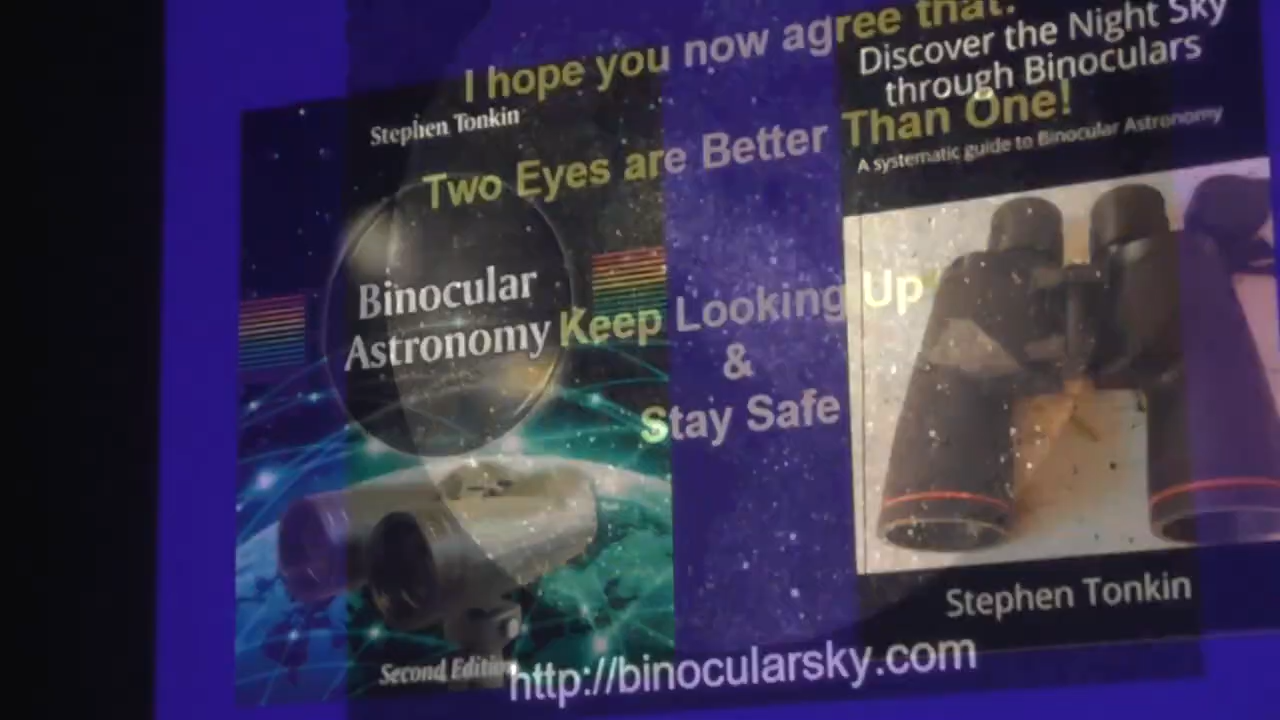 I hope you now agree that:
Two Eyes are Better Than One!
Keep Looking Up
&
Stay Safe
http://binocularsky.com
Stephen Tonkin
Binocular
Astronomy
Second Edition
Discover the Night Sky
through Binoculars
A systematic guide to Binocular Astronomy
Stephen Tonkin